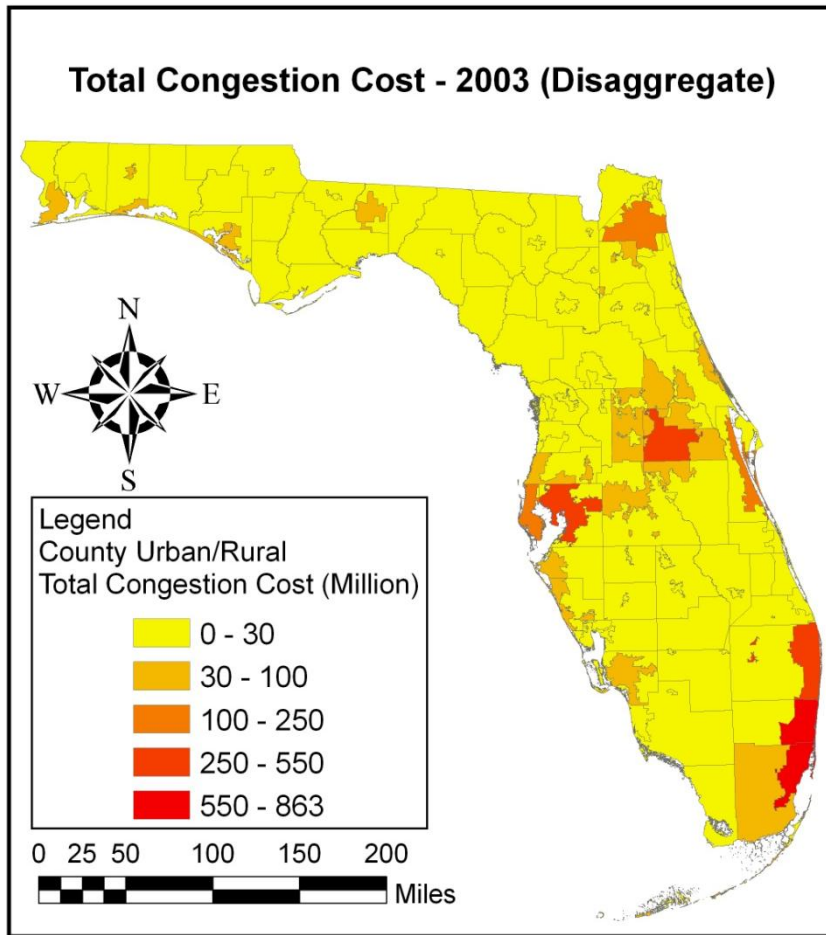 Total Congestion Cost - 2003 (Disaggregate)
N
W E
S
Legend
County Urban/Rural
Total Congestion Cost (Million)
0 - 30
30 - 100
100 - 250
250 - 550
550 - 863
0 25 50 100 150 200
Miles